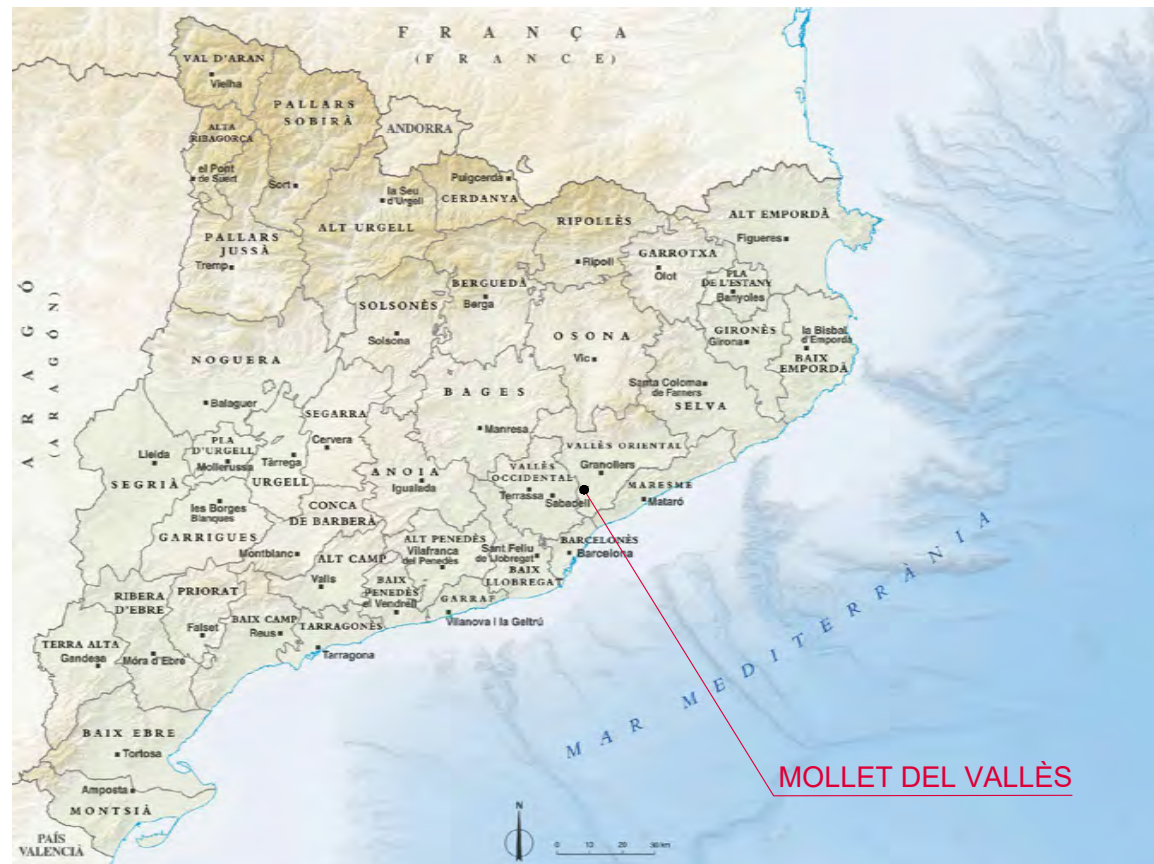 FRANÇA
(FRANCE)
VAL D'ARAN
Vielha
PALLARS
SOBIRÀ
ANDORRA
ALTA
RIBAGORÇA
el Pont
de Suert
Sort
la Seu
d'Urgell
Puigcerdà
CERDANYA
ALT URGELL
RIPOLLÈS
Ripoll
ALT EMPORDÀ
Figueres
PALLARS
JUSSÀ
Tremp
GARROTXA
Olot
PLA
DE L'ESTANY
Banyoles
BERGUEDÀ
Berga
SOLSONÈS
Solsona
OSONA
Vic
GIRONÈS
Girona
la Bisbal
d'Empordà
BAIX
EMPORDÀ
ARAGÓ
(ARAGÓN)
NOGUERA
Balaguer
BAGES
Manresa
Santa Coloma
de Farners
SELVA
SEGARRA
Cervera
PLA
D'URGELL
Mollerussa
Tàrrega
URGELL
Lleida
SEGRIÀ
ANOIA
Igualada
VALLÈS ORIENTAL
Granollers
VALLÈS
OCCIDENTAL
Terrassa
Sabadell
MARESME
Mataró
les Borges
Blanques
GARRIGUES
CONCA
DE BARBERÀ
Montblanc
ALT PENEDÈS
Vilafranca
del Penedès
Sant Feliu
de Llobregat
BAIX
LLOBREGAT
BARCELONÈS
Barcelona
ALT CAMP
Valls
BAIX
PENEDÈS
el Vendrell
GARRAF
Vilanova i la Geltrú
RIBERA
D'EBRE
PRIORAT
Falset
BAIX CAMP
Reus
TARRAGONÈS
Tarragona
TERRA ALTA
Gandesa
Móra d'Ebre
MAR MEDITERRÀNIA
BAIX EBRE
Tortosa
Amposta
MONTSIÀ
PAÍS
VALENCIÀ
MOLLET DEL VALLÈS
N
0 10 20 30 km